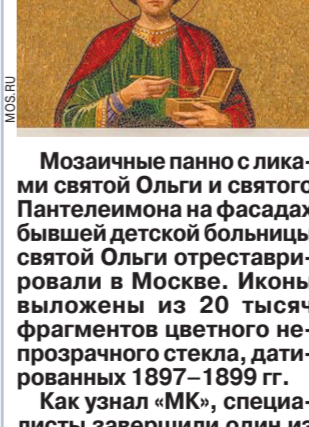 MOS.RU
Мозаичные панно с лика-
ми святой Ольги и святого
Пантелеимона на фасадах
бывшей детской больницы
святой Ольги отреставри-
ровали в Москве. Иконы
выложены из 20 тысяч
фрагментов цветного не-
прозрачного стекла, дати-
рованных 1897–1899 гг.
Как узнал «МК», специа-
листы завершили один из